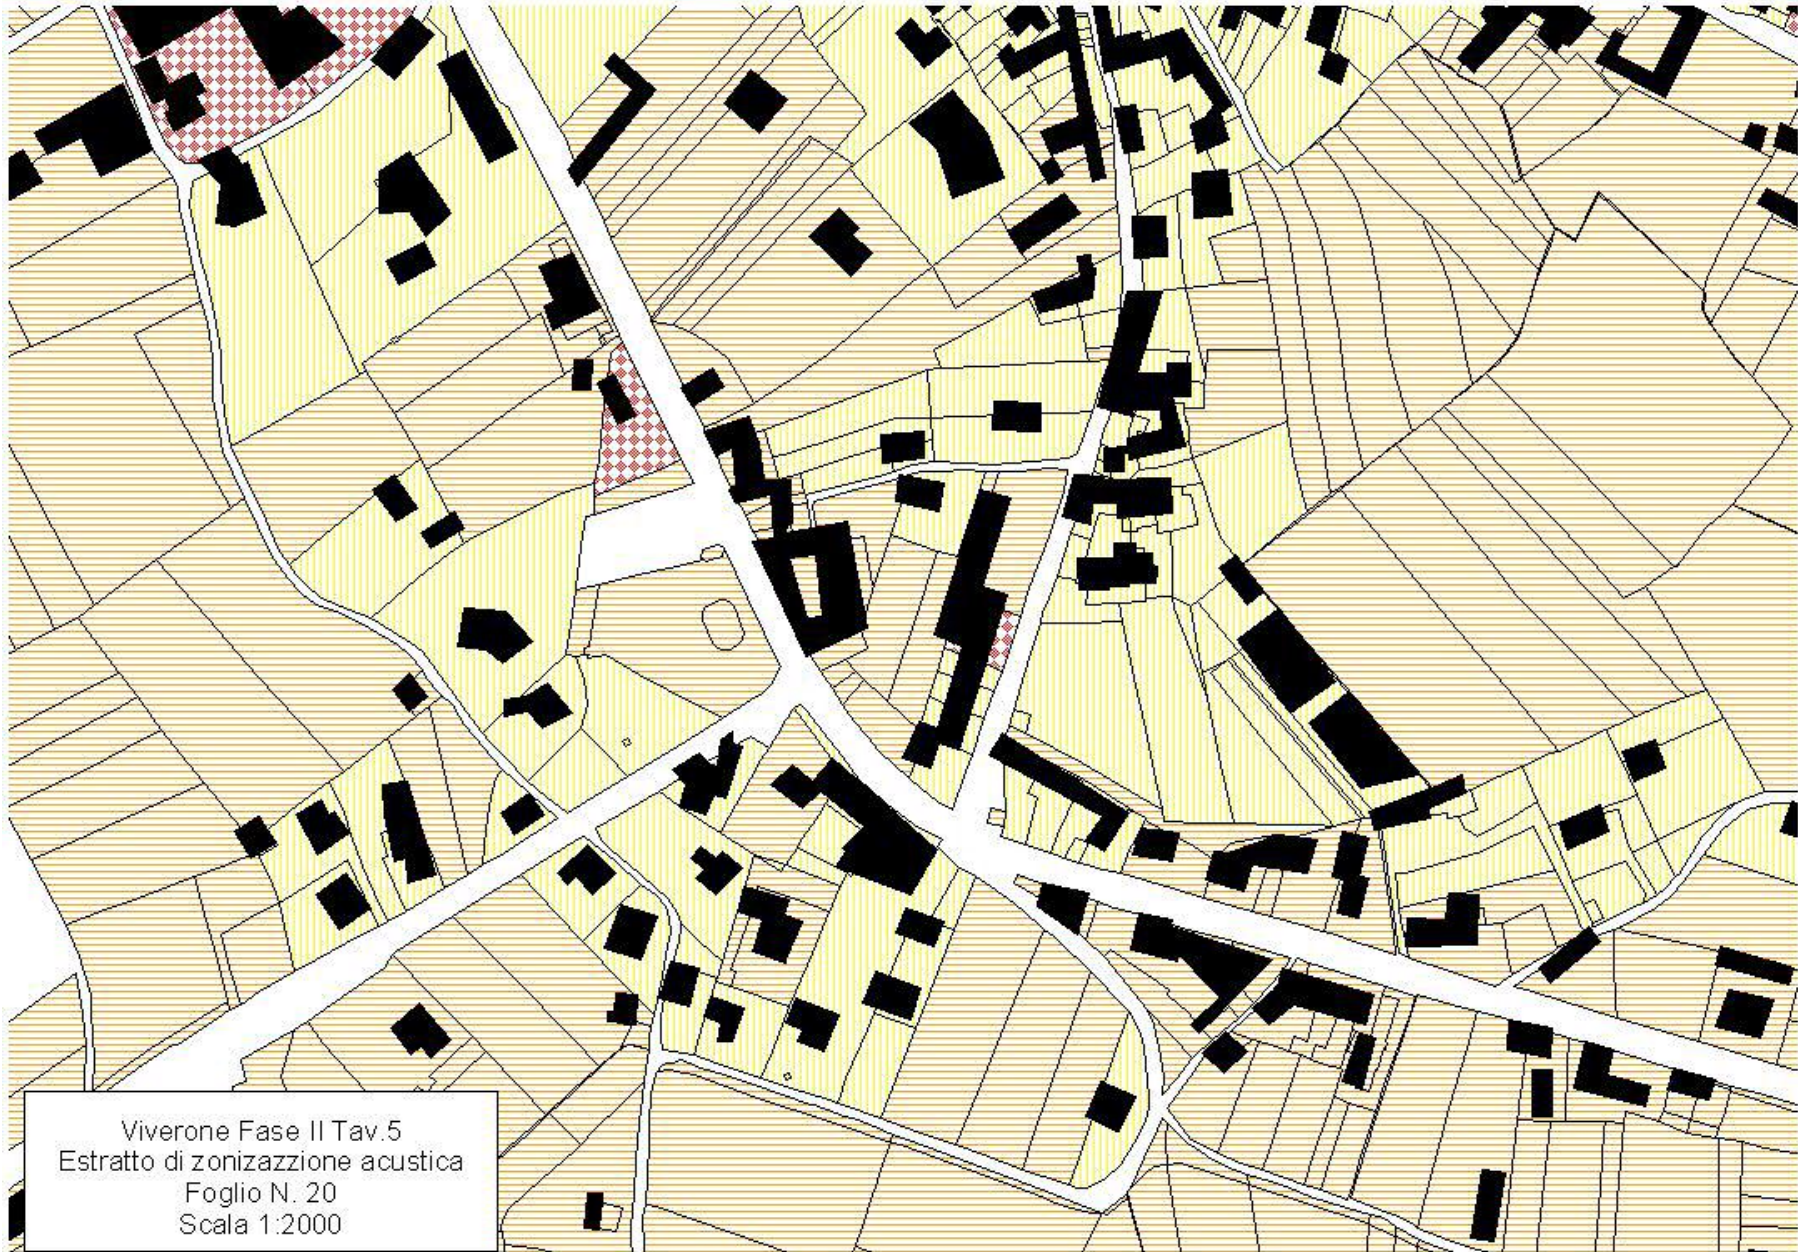 Viverone Fase II Tav.5
Estratto di zonizazzione acustica
Foglio N. 20
Scala 1:2000